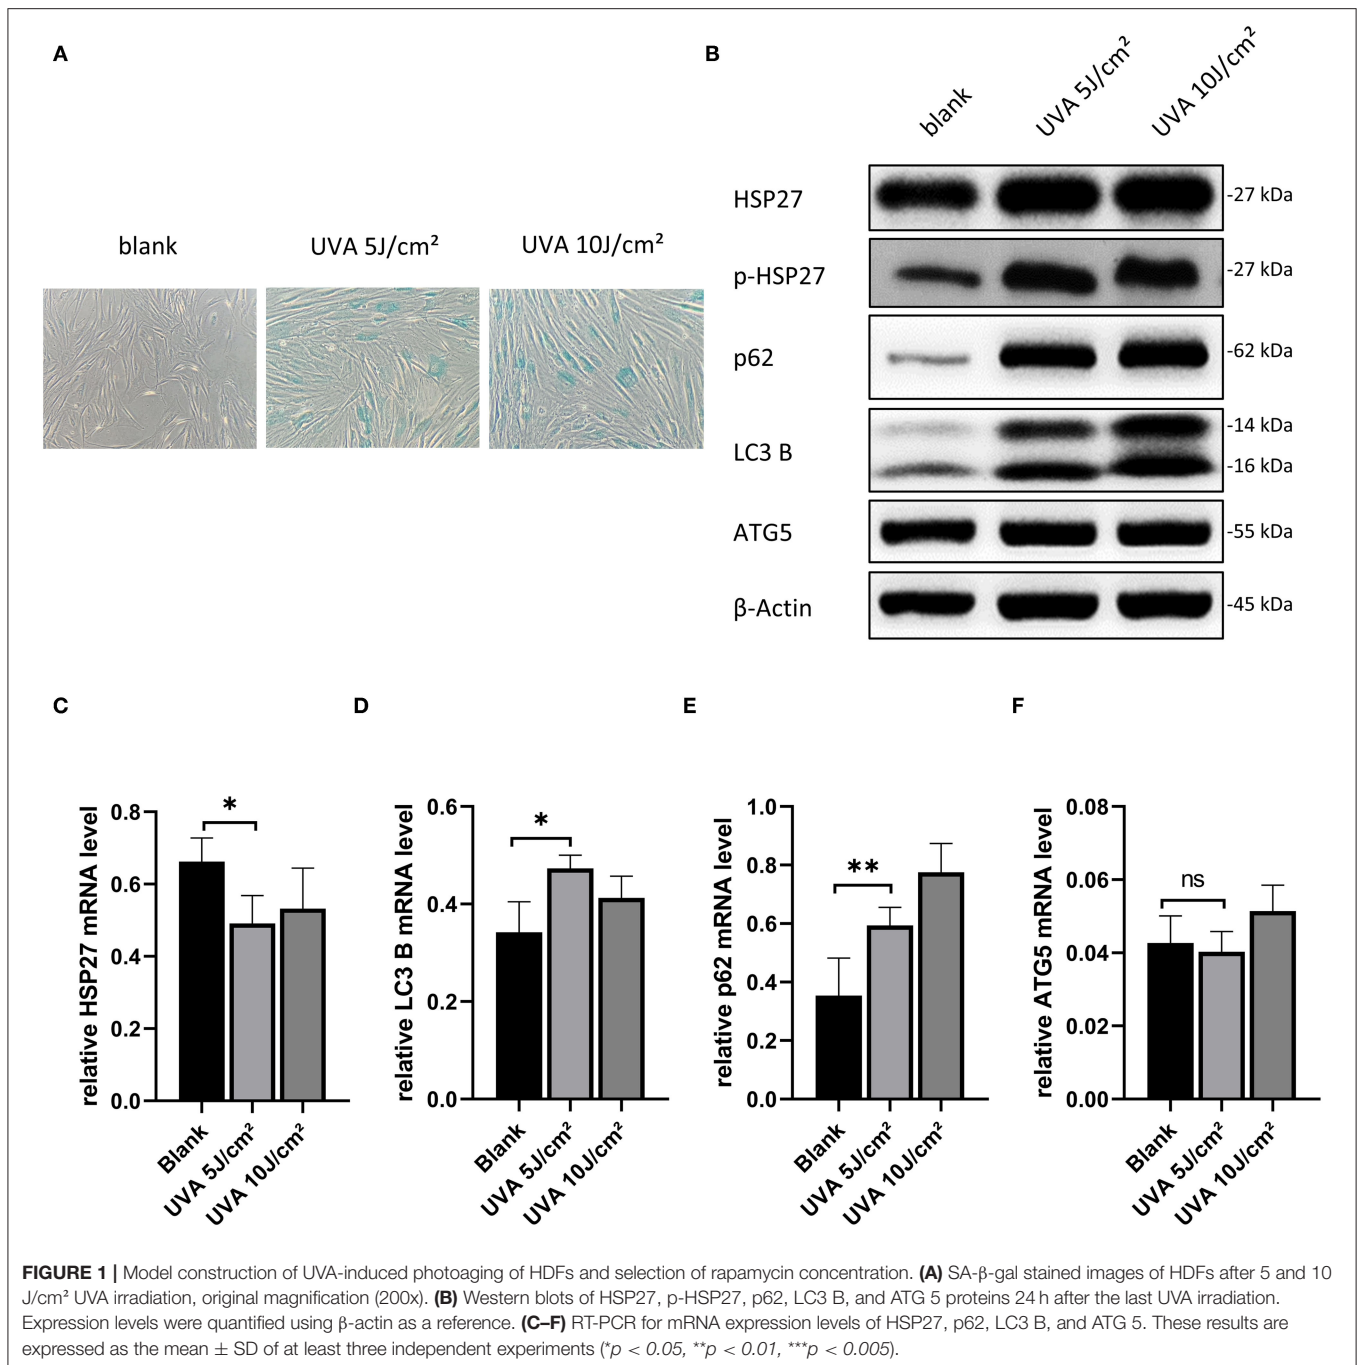 A
blank
UVA 5J/cm²
UVA 10J/cm²
B
blank
UVA 5J/cm²
UVA 10J/cm²
HSP27
-27 kDa
p-HSP27
-27 kDa
p62
-62 kDa
LC3 B
-14 kDa
-16 kDa
ATG5
-55 kDa
β-Actin
-45 kDa
C
relative HSP27 mRNA level
0.8
0.6
0.4
0.2
0.0
*
Blank
UVA 5J/cm²
UVA 10J/cm²
D
relative LC3 B mRNA level
0.6
0.4
0.2
0.0
*
Blank
UVA 5J/cm²
UVA 10J/cm²
E
relative p62 mRNA level
1.0
0.8
0.6
0.4
0.2
0.0
**
Blank
UVA 5J/cm²
UVA 10J/cm²
F
relative ATG5 mRNA level
0.08
0.06
0.04
0.02
0.00
ns
Blank
UVA 5J/cm²
UVA 10J/cm²
FIGURE 1 | Model construction of UVA-induced photoaging of HDFs and selection of rapamycin concentration. (A) SA-β-gal stained images of HDFs after 5 and 10
J/cm² UVA irradiation, original magnification (200x). (B) Western blots of HSP27, p-HSP27, p62, LC3 B, and ATG 5 proteins 24 h after the last UVA irradiation.
Expression levels were quantified using β-actin as a reference. (C–F) RT-PCR for mRNA expression levels of HSP27, p62, LC3 B, and ATG 5. These results are
expressed as the mean ± SD of at least three independent experiments (*p < 0.05, **p < 0.01, ***p < 0.005).